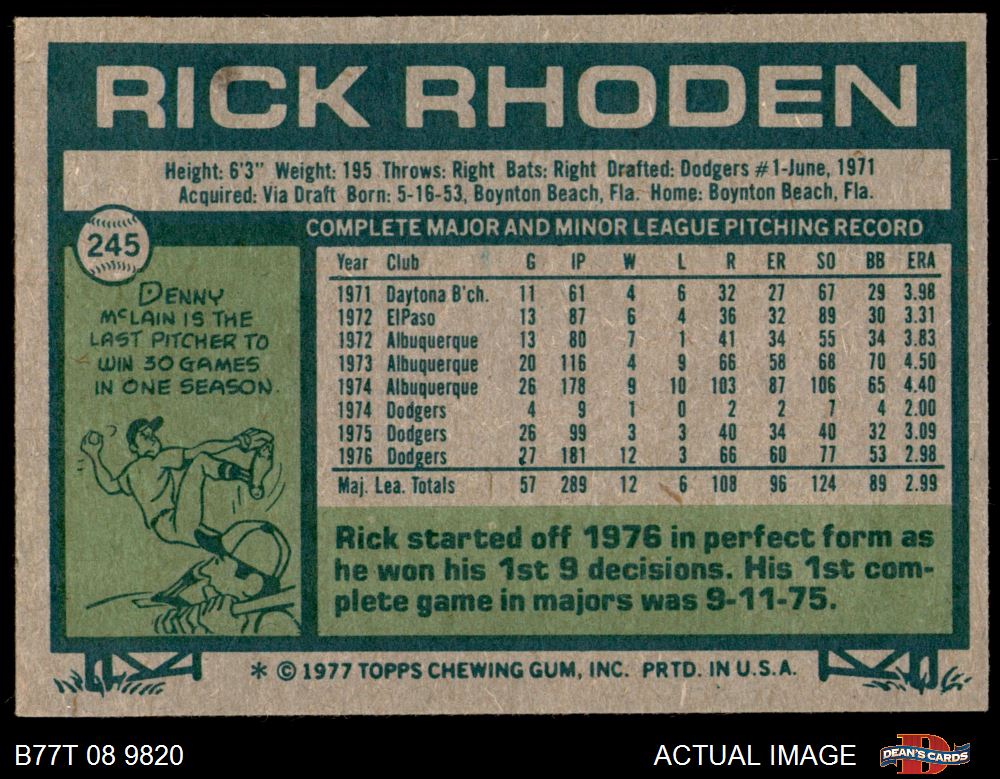 RICK RHODEN
Height: 6'3" Weight: 195 Throws: Right Bats: Right Drafted: Dodgers #1-June, 1971
Acquired: Via Draft Born: 5-16-53, Boynton Beach, Fla. Home: Boynton Beach, Fla.
245
COMPLETE MAJOR AND MINOR LEAGUE PITCHING RECORD
DENNY
McLAIN IS THE
LAST PITCHER TO
WIN 30 GAMES
IN ONE SEASON.
Year Club G IP W L R ER SO BB ERA
1971 Daytona B'ch. 11 61 4 6 32 27 67 29 3.98
1972 ElPaso 13 87 6 4 36 32 89 30 3.31
1972 Albuquerque 13 80 7 1 41 34 55 34 3.83
1973 Albuquerque 20 116 4 9 66 58 68 70 4.50
1974 Albuquerque 26 178 9 10 103 87 106 65 4.40
1974 Dodgers 4 9 1 0 2 2 7 4 2.00
1975 Dodgers 26 99 3 3 40 34 40 32 3.09
1976 Dodgers 27 181 12 3 66 60 77 53 2.98
Maj. Lea. Totals 57 289 12 6 108 96 124 89 2.99
Rick started off 1976 in perfect form as
he won his 1st 9 decisions. His 1st com-
plete game in majors was 9-11-75.
* © 1977 TOPPS CHEWING GUM, INC. PRTD. IN U.S.A.
B77T 08 9820
ACTUAL IMAGE
D
DEAN'S CARDS